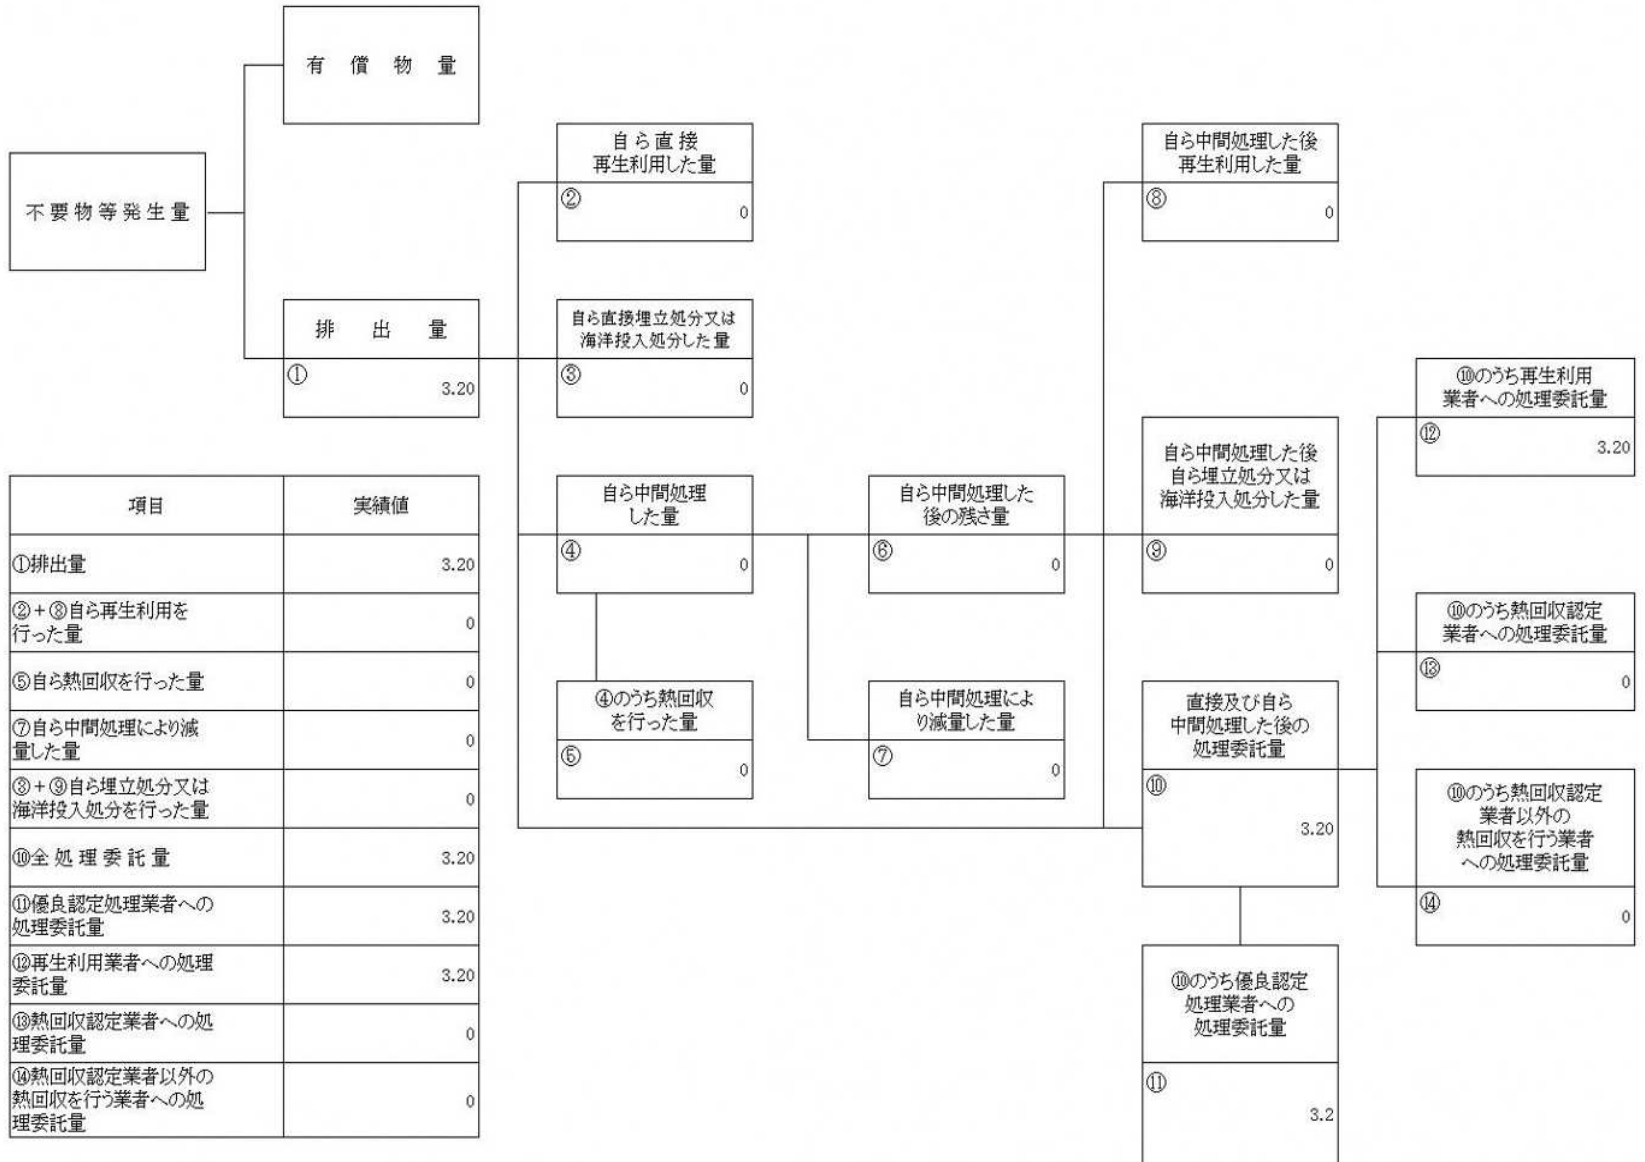 有償物量
不要物等発生量
排出量
①
3.20
自ら直接
再生利用した量
②
0
自ら直接埋立処分又は
海洋投入処分した量
③
0
自ら中間処理
した量
④
0
④のうち熱回収
を行った量
⑤
0
自ら中間処理した
後の残さ量
⑥
0
自ら中間処理によ
り減量した量
⑦
0
自ら中間処理した後
再生利用した量
⑧
0
自ら中間処理した後
自ら埋立処分又は
海洋投入処分した量
⑨
0
直接及び自ら
中間処理した後の
処理委託量
⑩
3.20
⑩のうち優良認定
処理業者への
処理委託量
⑪
3.2
⑩のうち再生利用
業者への処理委託量
⑫
3.20
⑩のうち熱回収認定
業者への処理委託量
⑬
0
⑩のうち熱回収認定
業者以外の
熱回収を行う業者
への処理委託量
⑭
0
項目 実績値
①排出量 3.20
②+⑧自ら再生利用を
行った量 0
⑤自ら熱回収を行った量 0
⑦自ら中間処理により減
量した量 0
③+⑨自ら埋立処分又は
海洋投入処分を行った量 0
⑩全処理委託量 3.20
⑪優良認定処理業者への
処理委託量 3.20
⑫再生利用業者への処理
委託量 3.20
⑬熱回収認定業者への処
理委託量 0
⑭熱回収認定業者以外の
熱回収を行う業者への処
理委託量 0